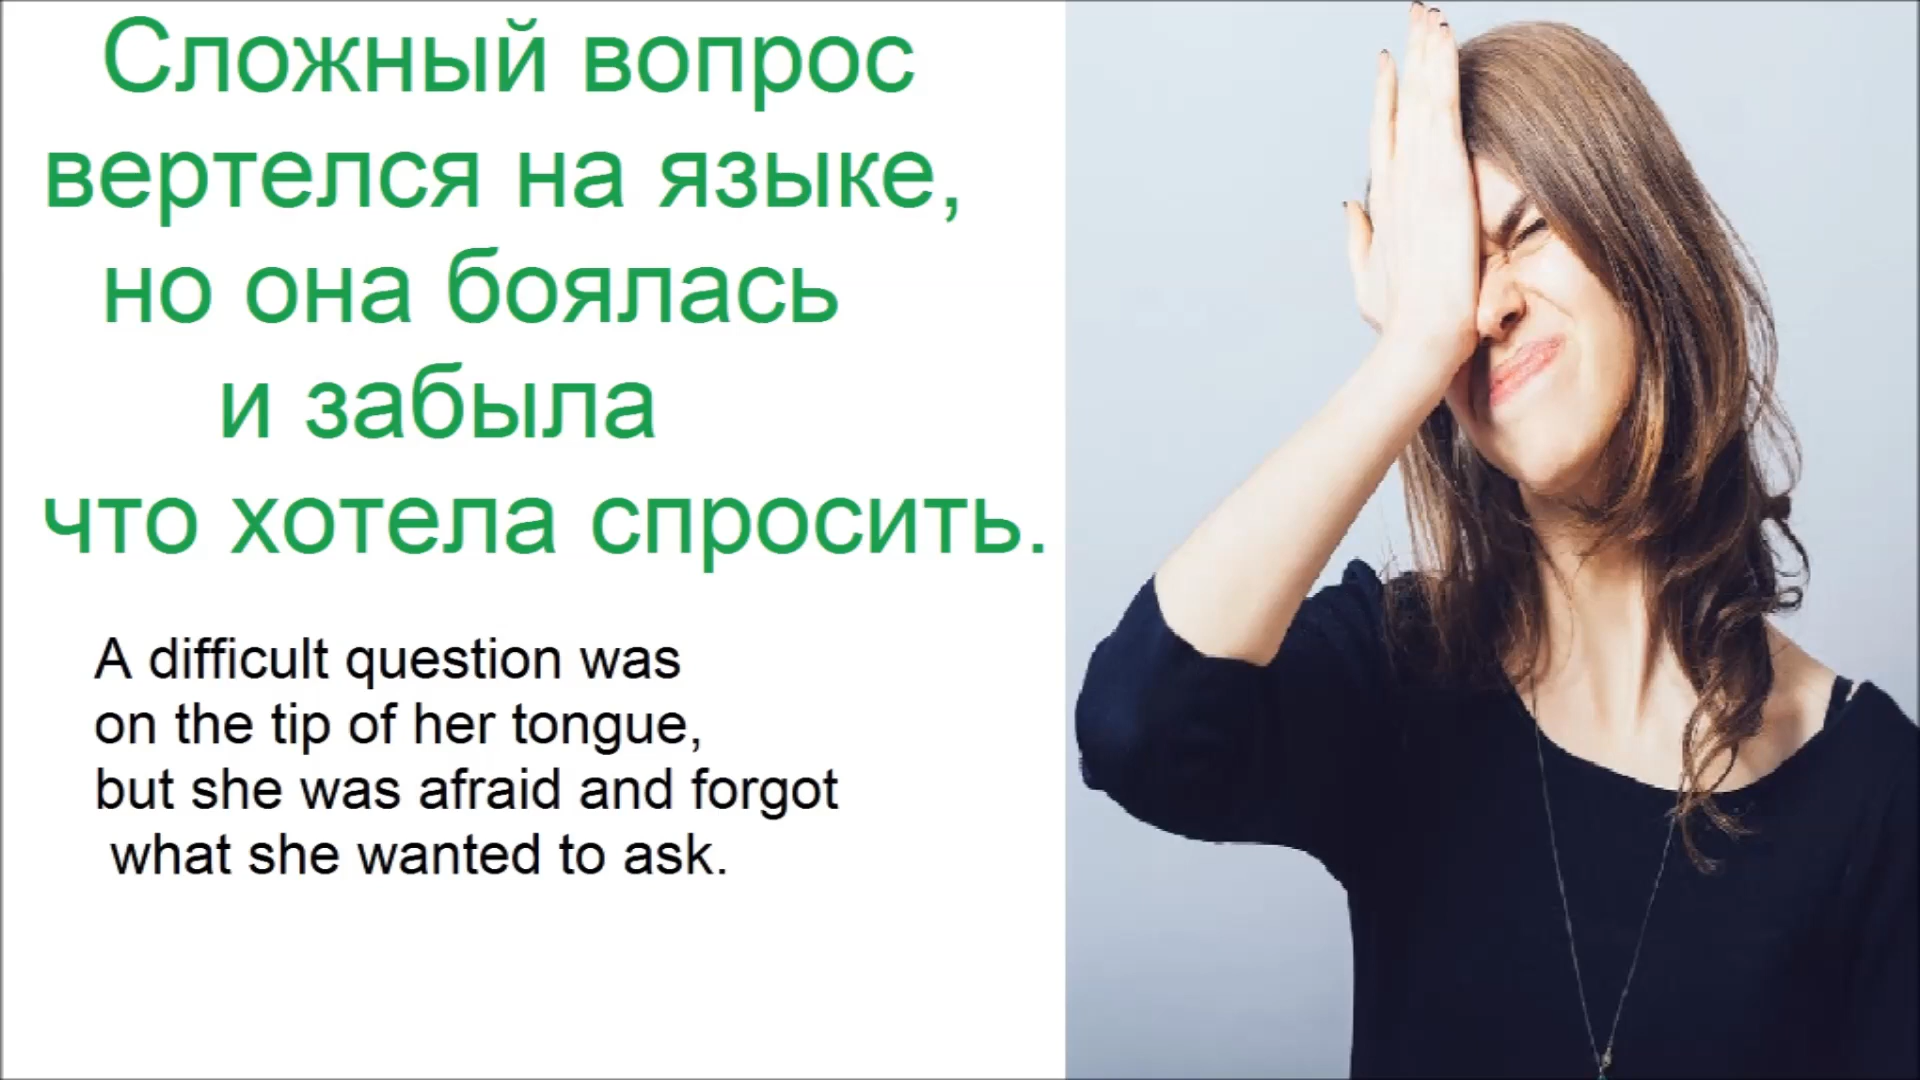 Сложный вопрос
вертелся на языке,
но она боялась
и забыла
что хотела спросить.
A difficult question was
on the tip of her tongue,
but she was afraid and forgot
what she wanted to ask.